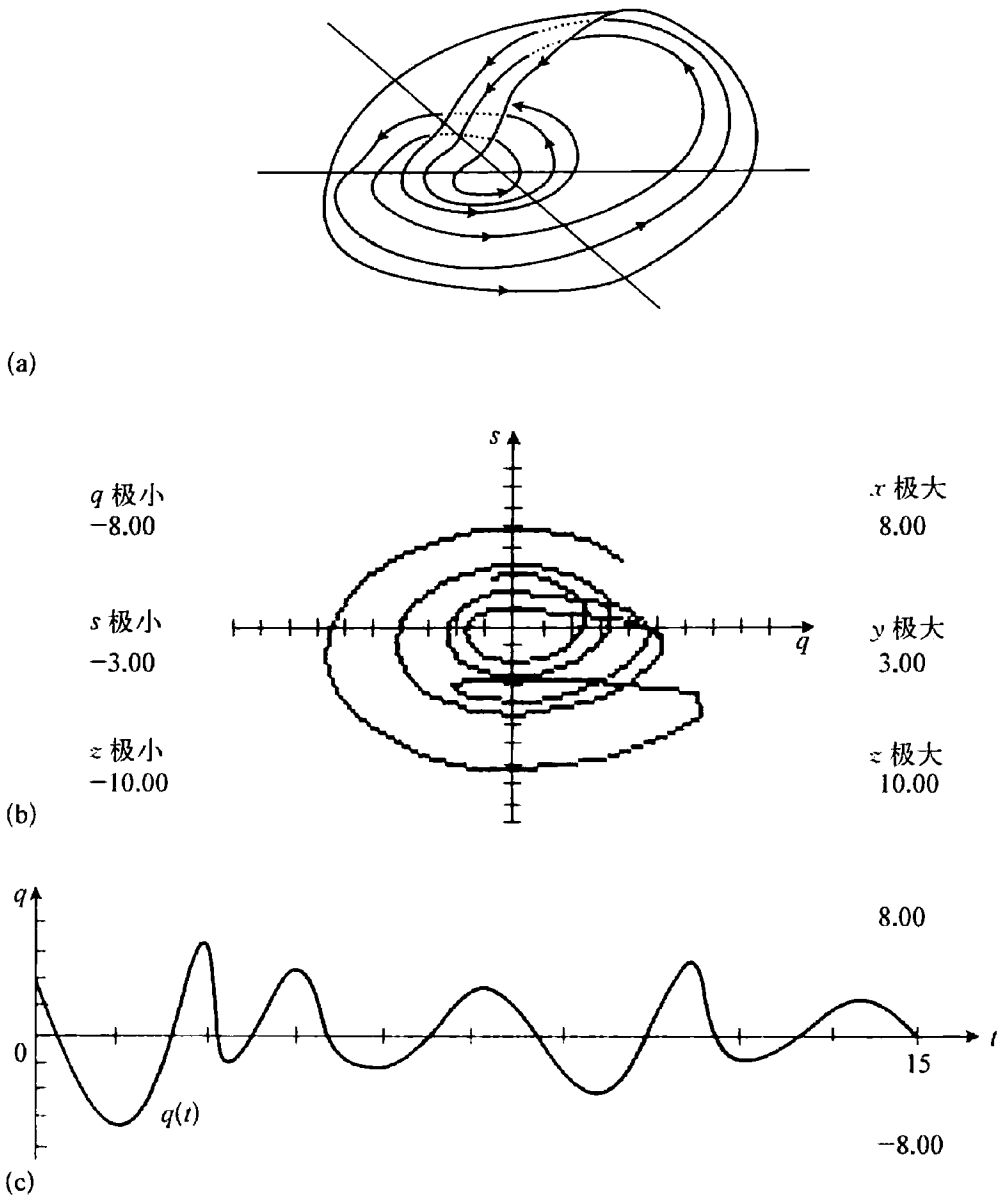 (a)
s
q 极小
-8.00
x 极大
8.00
s 极小
-3.00
q
y 极大
3.00
z 极小
-10.00
z 极大
10.00
(b)
q
8.00
0
t
15
q(t)
-8.00
(c)